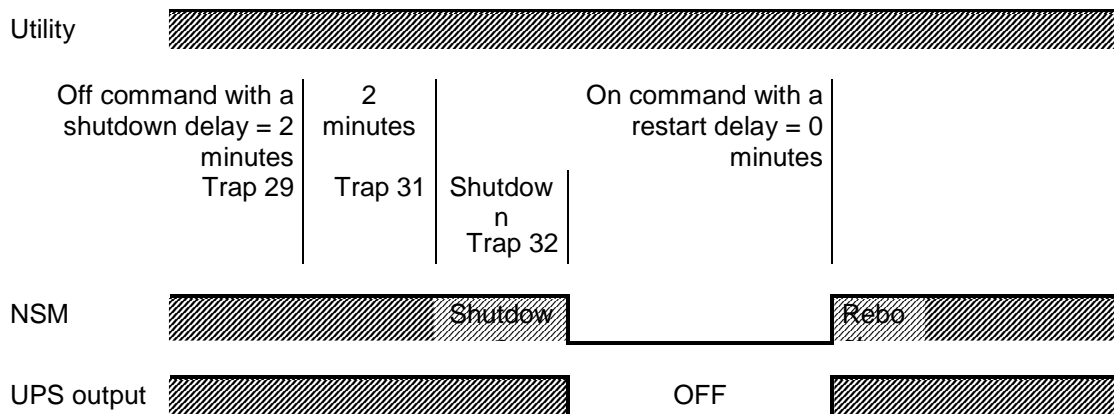 Utility
Off command with a
shutdown delay = 2
minutes
Trap 29
2
minutes
Trap 31
Shutdow
n
Trap 32
On command with a
restart delay = 0
minutes
NSM
Shutdow
Rebo
UPS output
OFF